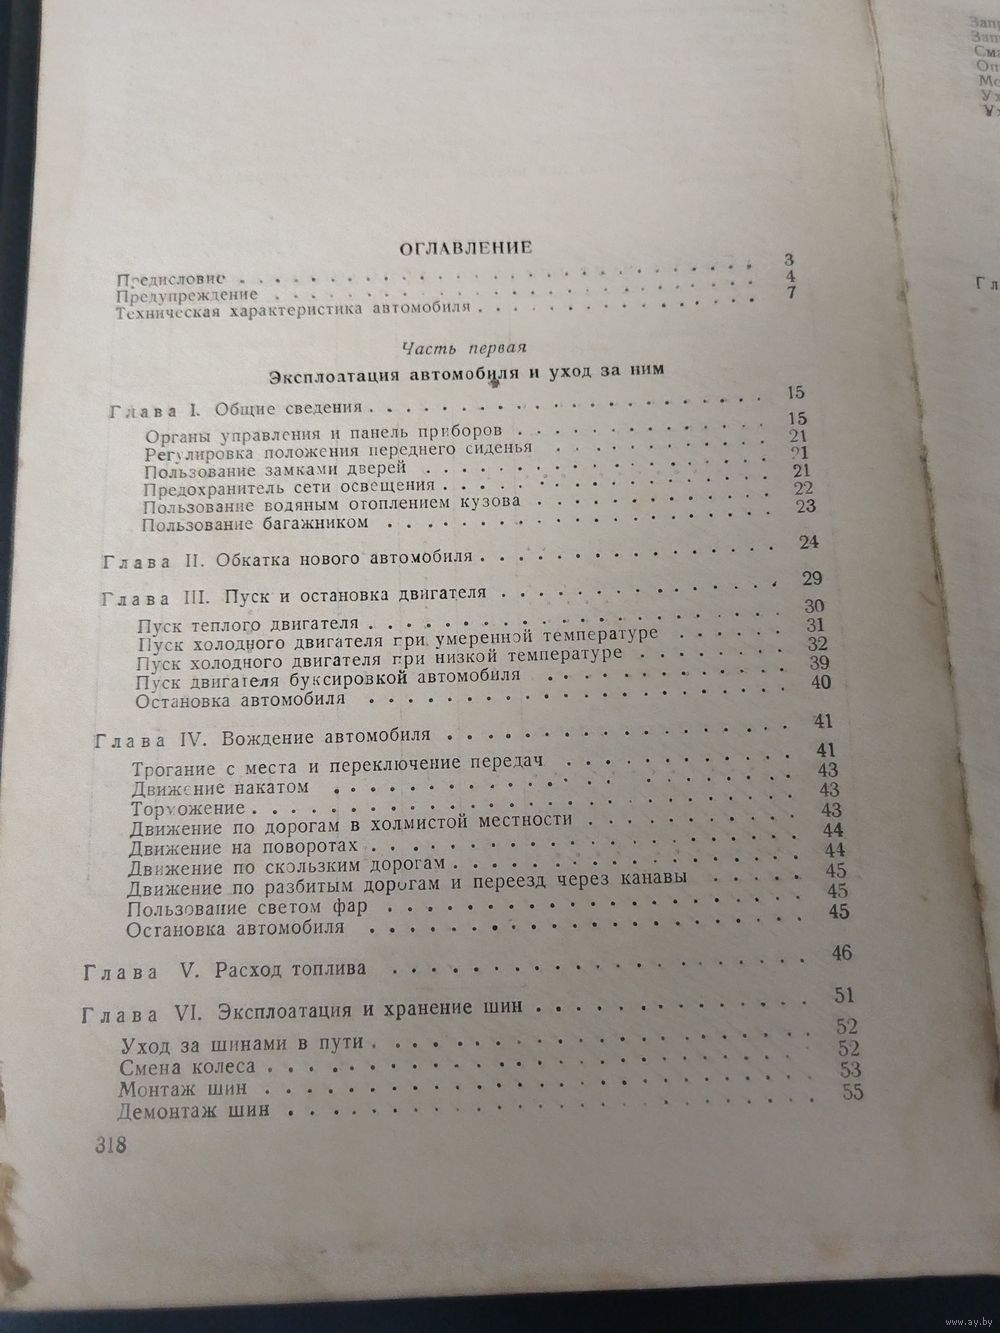 ОГЛАВЛЕНИЕ
Предисловие . . . . . . . . . . . . . . . . . . . . 3
Предупреждение . . . . . . . . . . . . . . . . . . . . 4
Техническая характеристика автомобиля . . . . . . . . . . 7
Часть первая
Эксплоатация автомобиля и уход за ним
Глава I. Общие сведения . . . . . . . . . . . . . . . . . 15
Органы управления и панель приборов . . . . . . . . . . 15
Регулировка положения переднего сиденья . . . . . . . . 21
Пользование замками дверей . . . . . . . . . . . . . . 21
Предохранитель сети освещения . . . . . . . . . . . . . 21
Пользование водяным отоплением кузова . . . . . . . . . 22
Пользование багажником . . . . . . . . . . . . . . . . 23
Глава II. Обкатка нового автомобиля . . . . . . . . . . . 24
Глава III. Пуск и остановка двигателя . . . . . . . . . . . 29
Пуск теплого двигателя . . . . . . . . . . . . . . . . 30
Пуск холодного двигателя при умеренной температуре . . . . . 31
Пуск холодного двигателя при низкой температуре . . . . . . 32
Пуск двигателя буксировкой автомобиля . . . . . . . . . 39
Остановка автомобиля . . . . . . . . . . . . . . . . . 40
Глава IV. Вождение автомобиля . . . . . . . . . . . . . . 41
Трогание с места и переключение передач . . . . . . . . 41
Движение накатом . . . . . . . . . . . . . . . . . . 43
Торможение . . . . . . . . . . . . . . . . . . . . . 43
Движение по дорогам в холмистой местности . . . . . . . 43
Движение на поворотах . . . . . . . . . . . . . . . . 44
Движение по скользким дорогам . . . . . . . . . . . . . 44
Движение по разбитым дорогам и переезд через канавы . . . . . 45
Пользование светом фар . . . . . . . . . . . . . . . . 45
Остановка автомобиля . . . . . . . . . . . . . . . . . 45
Глава V. Расход топлива . . . . . . . . . . . . . . . . 46
Глава VI. Эксплоатация и хранение шин . . . . . . . . . . 51
Уход за шинами в пути . . . . . . . . . . . . . . . . 52
Смена колеса . . . . . . . . . . . . . . . . . . . . 52
Монтаж шин . . . . . . . . . . . . . . . . . . . . 53
Демонтаж шин . . . . . . . . . . . . . . . . . . . . 55
318
www.ay.by